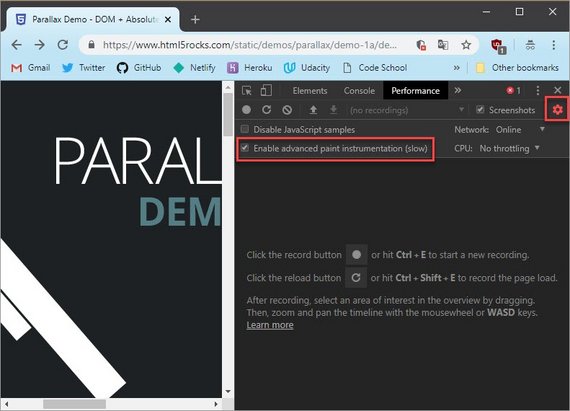 Parallax Demo - DOM + Absolute
https://www.html5rocks.com/static/demos/parallax/demo-1a/de...
1
Gmail Twitter GitHub Netlify Heroku Udacity Code School » Other bookmarks
Elements Console Performance » 1
(no recordings) Screenshots
Disable JavaScript samples Network: Online
Enable advanced paint instrumentation (slow) CPU: No throttling
PARAL
DEM
Click the record button or hit Ctrl + E to start a new recording.
Click the reload button or hit Ctrl + Shift + E to record the page load.
After recording, select an area of interest in the overview by dragging.
Then, zoom and pan the timeline with the mousewheel or WASD keys.
Learn more